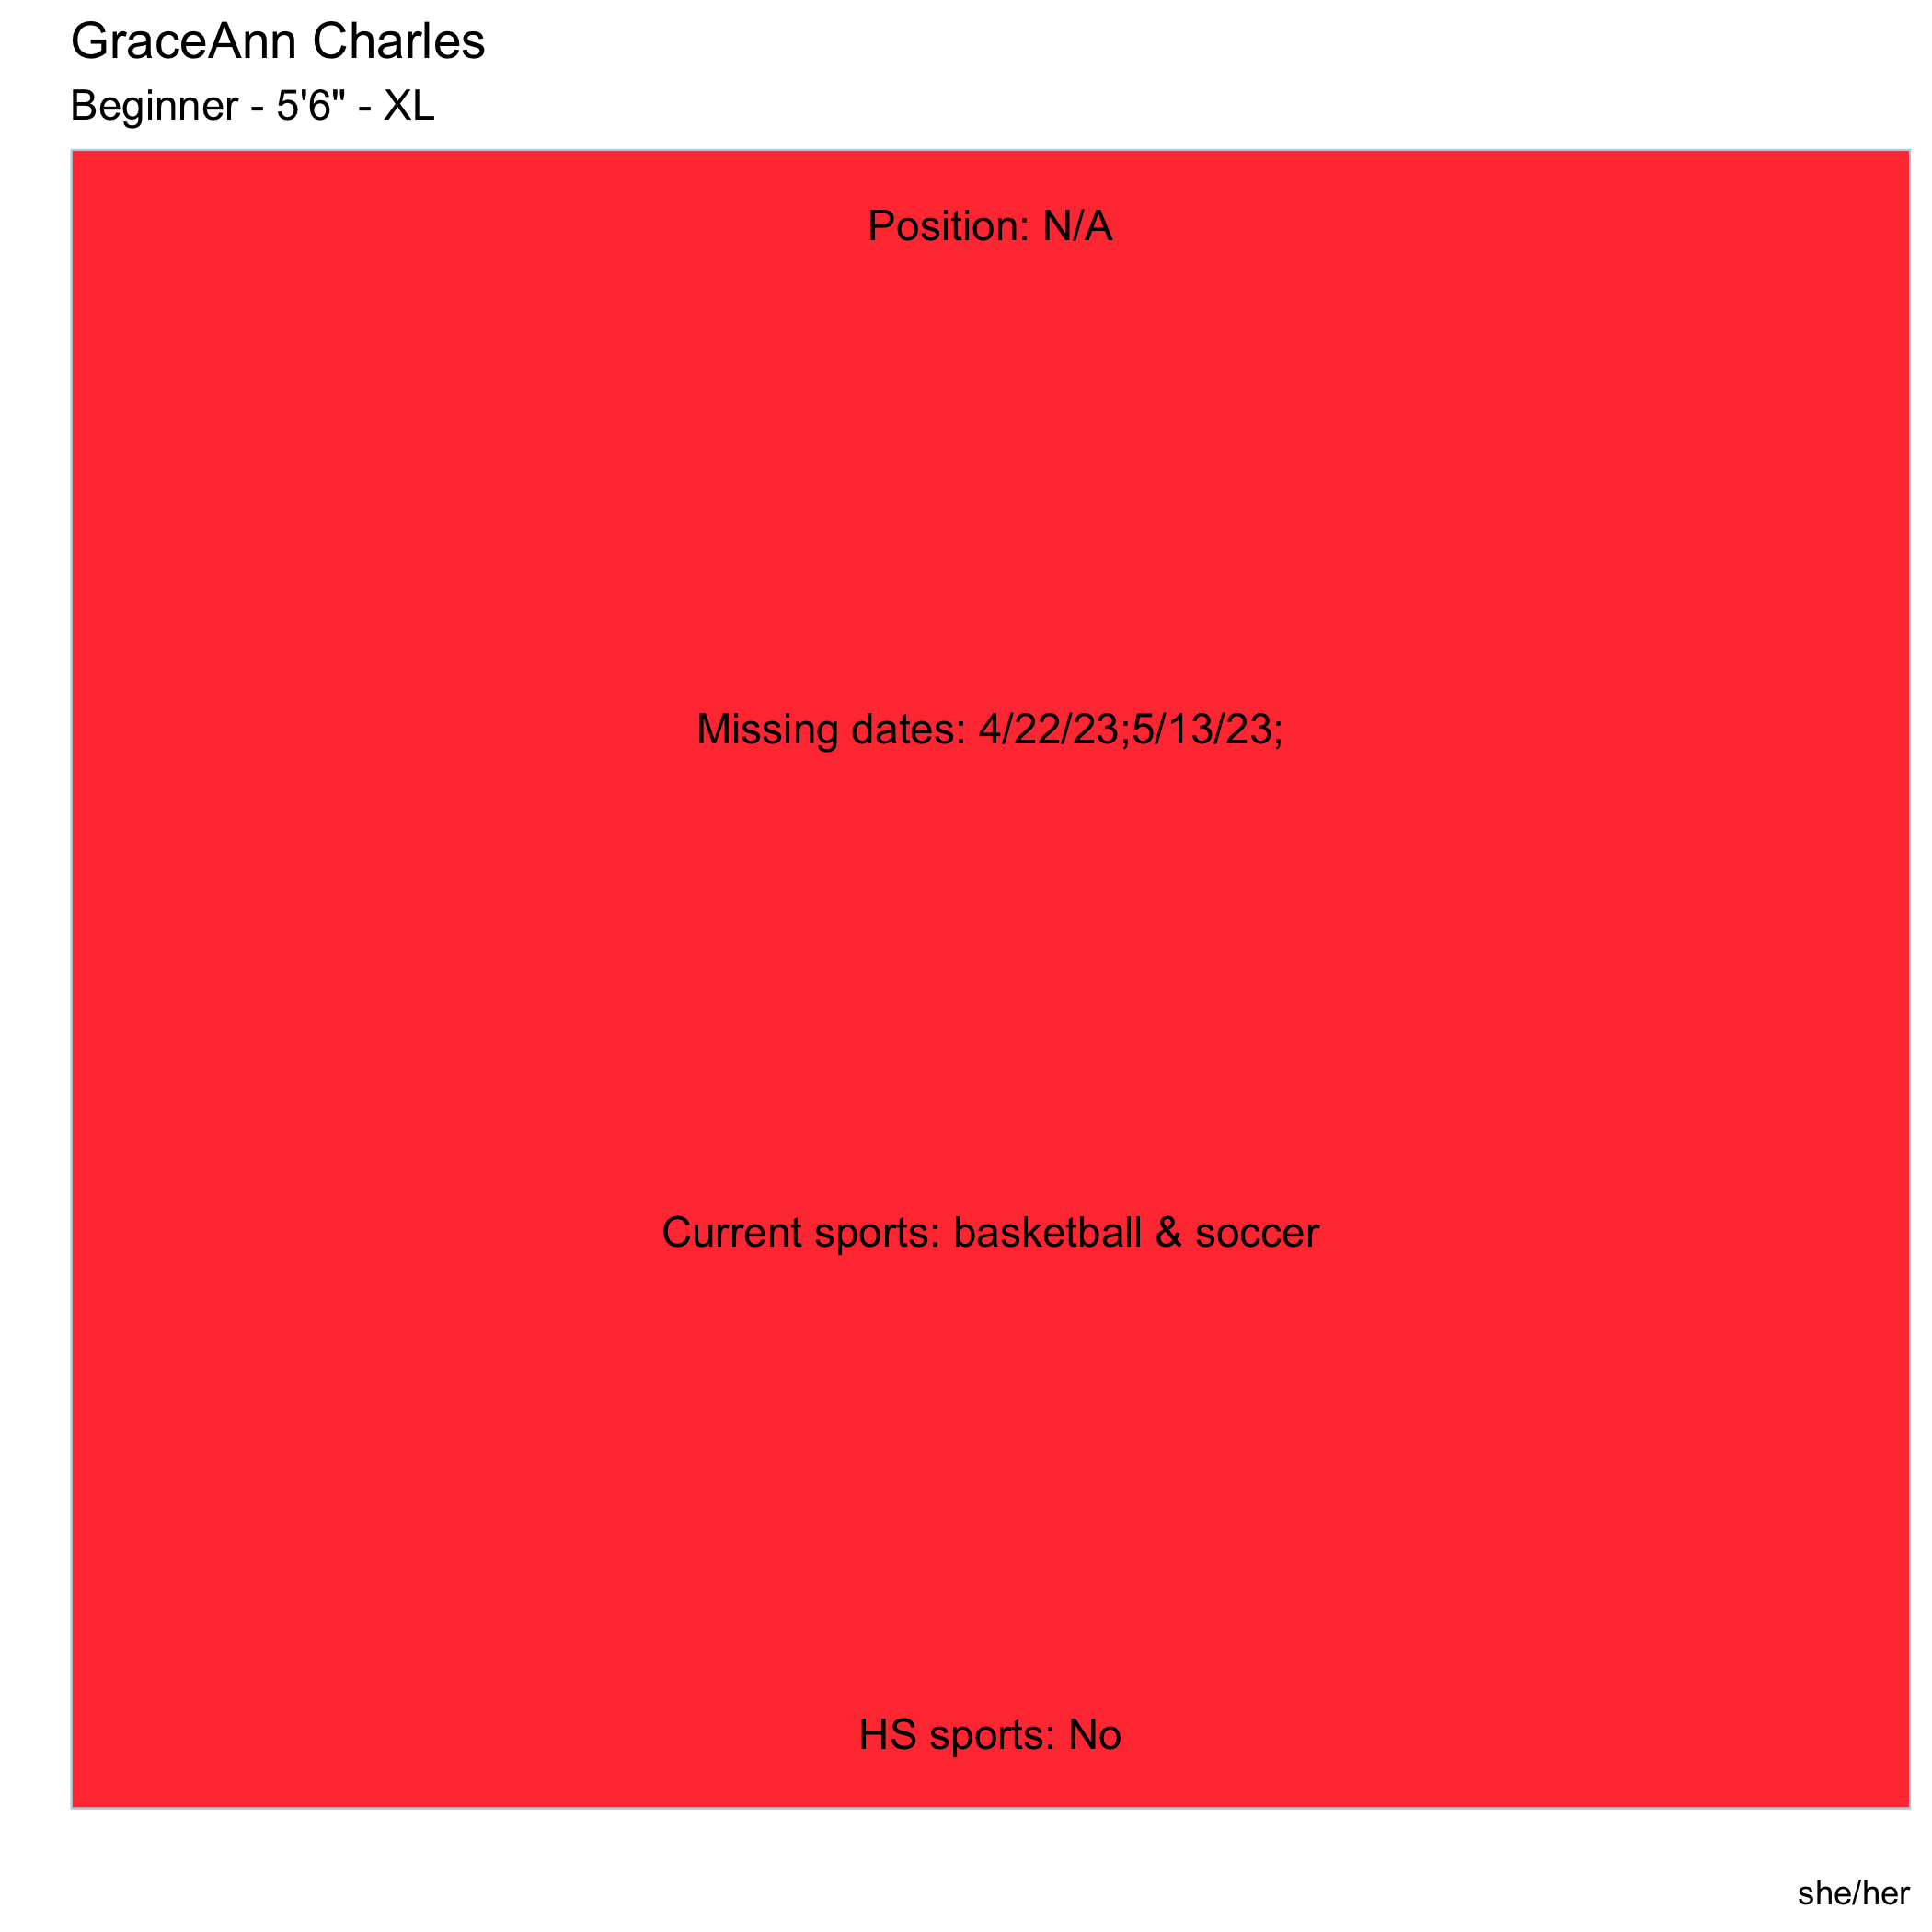 GraceAnn Charles
Beginner - 5'6" - XL
Position: N/A
Missing dates: 4/22/23;5/13/23;
Current sports: basketball & soccer
HS sports: No
she/her